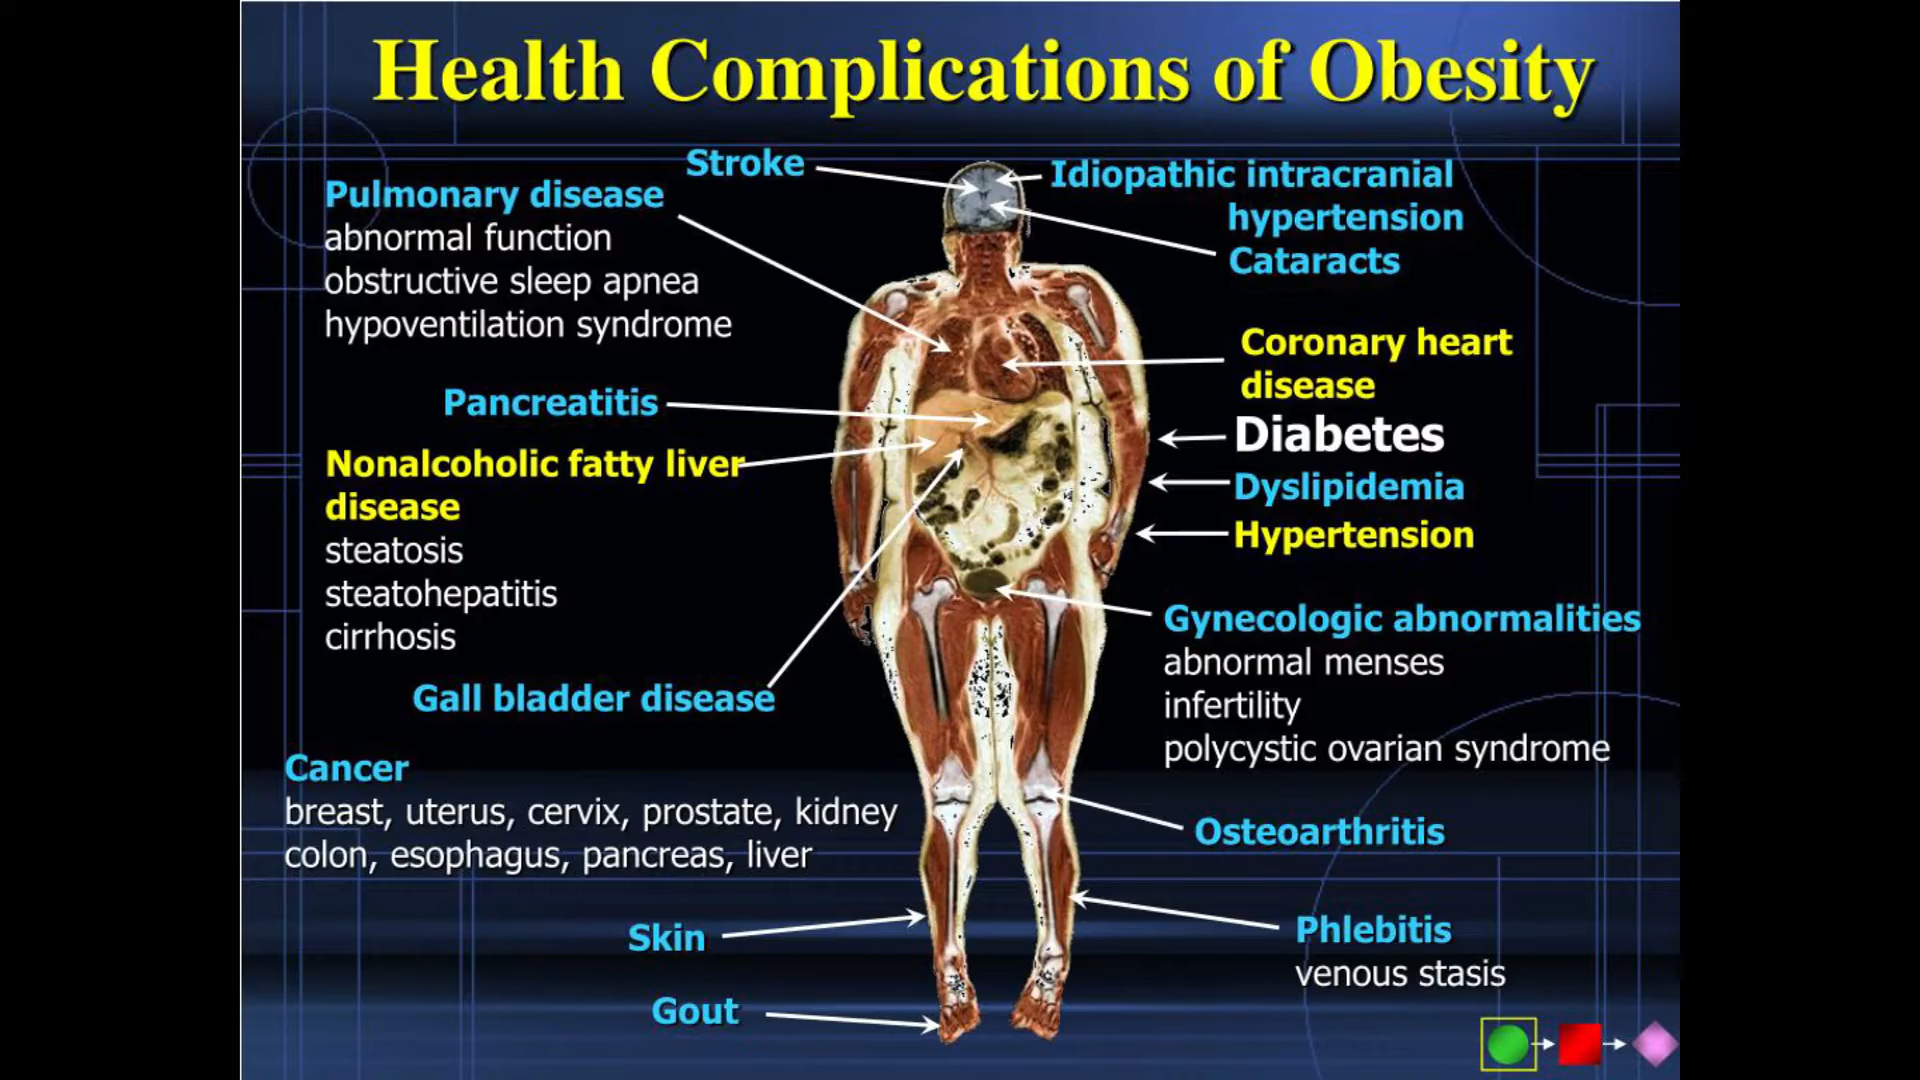 Health Complications of Obesity
Stroke
Pulmonary disease
abnormal function
obstructive sleep apnea
hypoventilation syndrome
Pancreatitis
Nonalcoholic fatty liver
disease
steatosis
steatohepatitis
cirrhosis
Gall bladder disease
Cancer
breast, uterus, cervix, prostate, kidney
colon, esophagus, pancreas, liver
Skin
Gout
Idiopathic intracranial
hypertension
Cataracts
Coronary heart
disease
Diabetes
Dyslipidemia
Hypertension
Gynecologic abnormalities
abnormal menses
infertility
polycystic ovarian syndrome
Osteoarthritis
Phlebitis
venous stasis